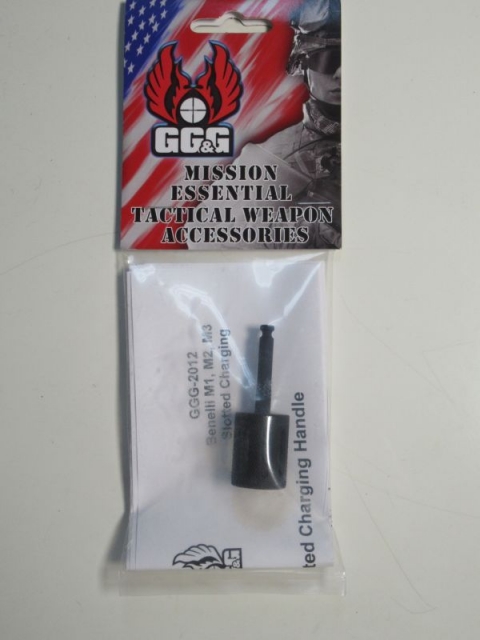 GG&G
MISSION
ESSENTIAL
TACTICAL WEAPON
ACCESSORIES
GGG-2012
Benelli M1, M2, M3
Slotted Charging
ted Charging Handle
G&G